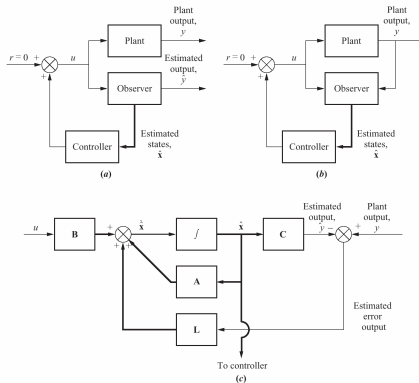 Plant
output,
y
r = 0
+
u
Plant
Estimated
output,
ŷ
+
Observer
Controller
Estimated
states,
x̂
(a)
Plant
output,
y
r = 0
+
u
Plant
+
Observer
Controller
Estimated
states,
x̂
(b)
u
B
+
+
+
x̂̇
∫
x̂
C
Estimated
output,
ŷ
−
+
Plant
output,
y
A
L
Estimated
error
output
To controller
(c)